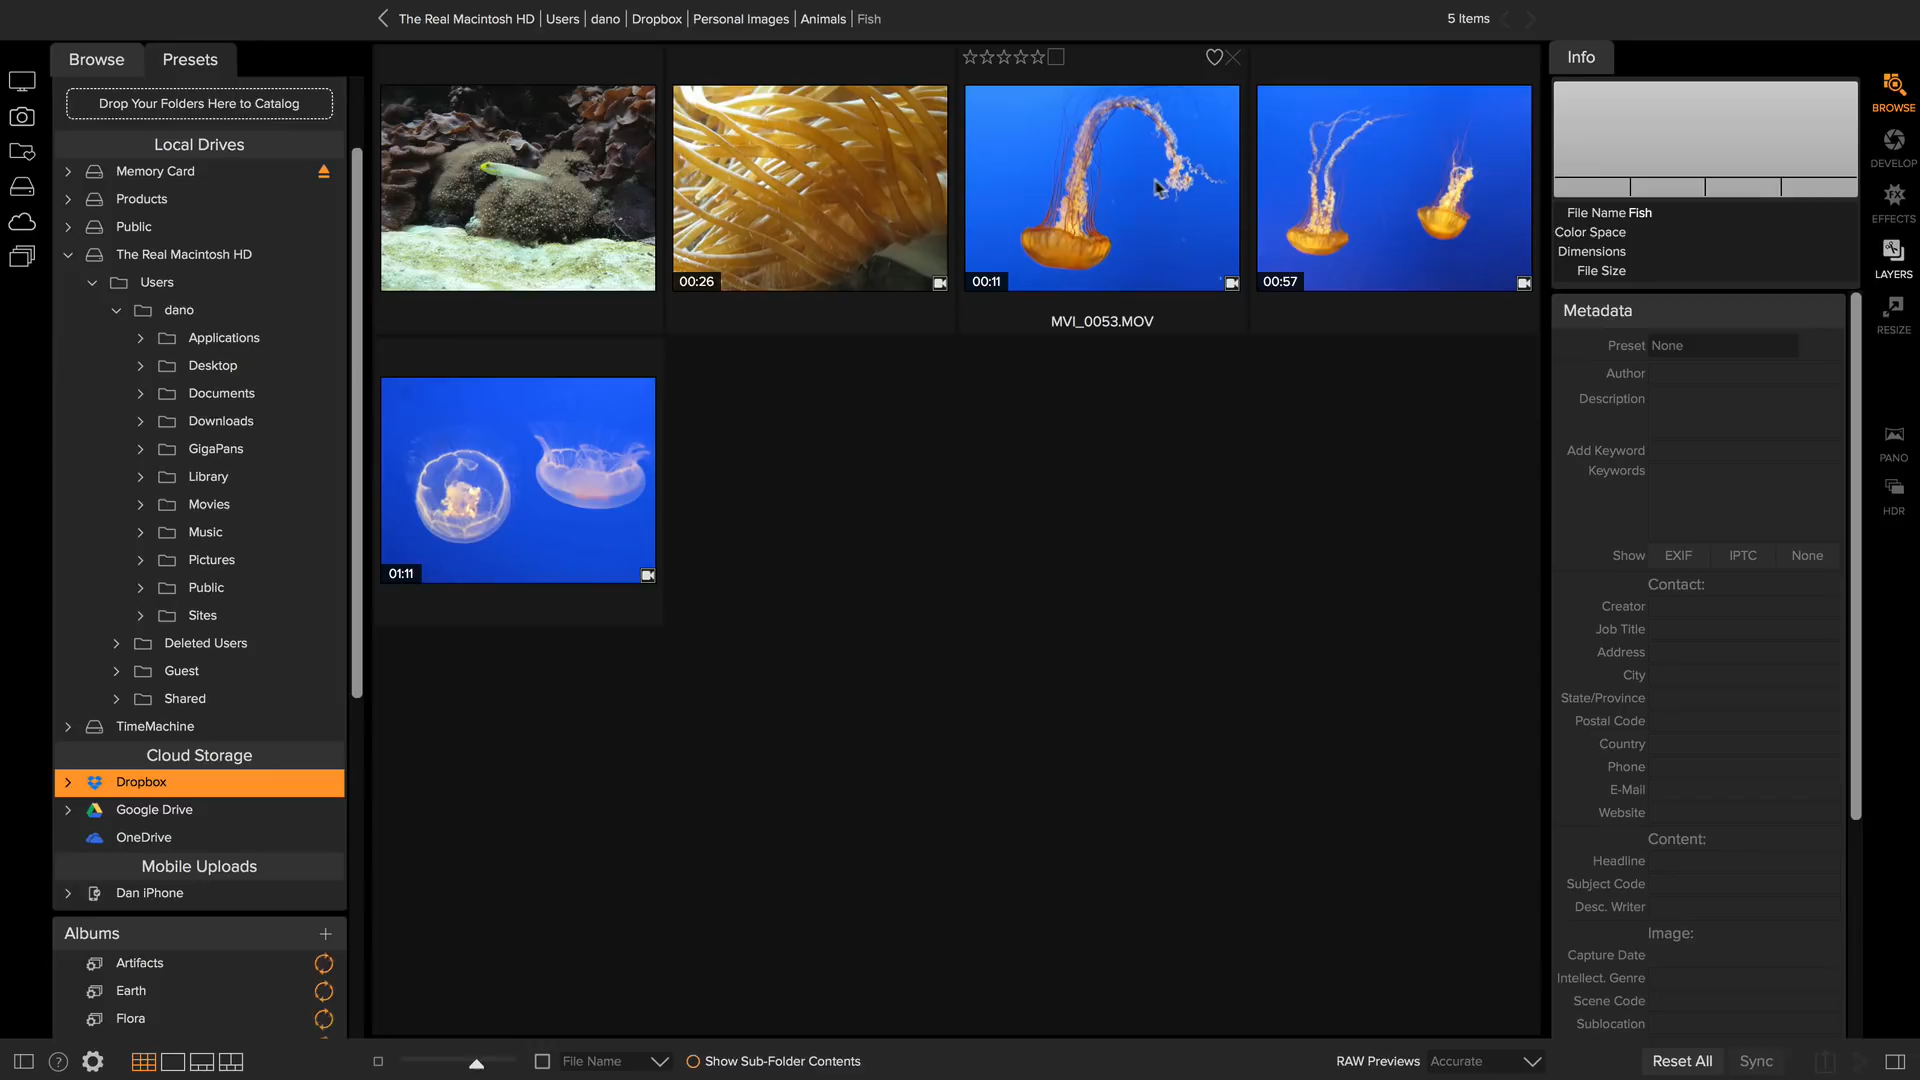 The Real Macintosh HD | Users | dano | Dropbox | Personal Images | Animals | Fish
5 Items
Browse
Presets
Drop Your Folders Here to Catalog
Local Drives
Memory Card
Products
Public
The Real Macintosh HD
Users
dano
Applications
Desktop
Documents
Downloads
GigaPans
Library
Movies
Music
Pictures
Public
Sites
Deleted Users
Guest
Shared
TimeMachine
Cloud Storage
Dropbox
Google Drive
OneDrive
Mobile Uploads
Dan iPhone
Albums
Artifacts
Earth
Flora
00:26
00:11
00:57
MVI_0053.MOV
01:11
File Name
Show Sub-Folder Contents
RAW Previews Accurate
Info
File Name Fish
Color Space
Dimensions
File Size
Metadata
Preset None
Author
Description
Add Keyword
Keywords
Show EXIF IPTC None
Contact:
Creator
Job Title
Address
City
State/Province
Postal Code
Country
Phone
E-Mail
Website
Content:
Headline
Subject Code
Desc. Writer
Image:
Capture Date
Intellect. Genre
Scene Code
Sublocation
Reset All
Sync
BROWSE
DEVELOP
FX
EFFECTS
LAYERS
RESIZE
PANO
HDR